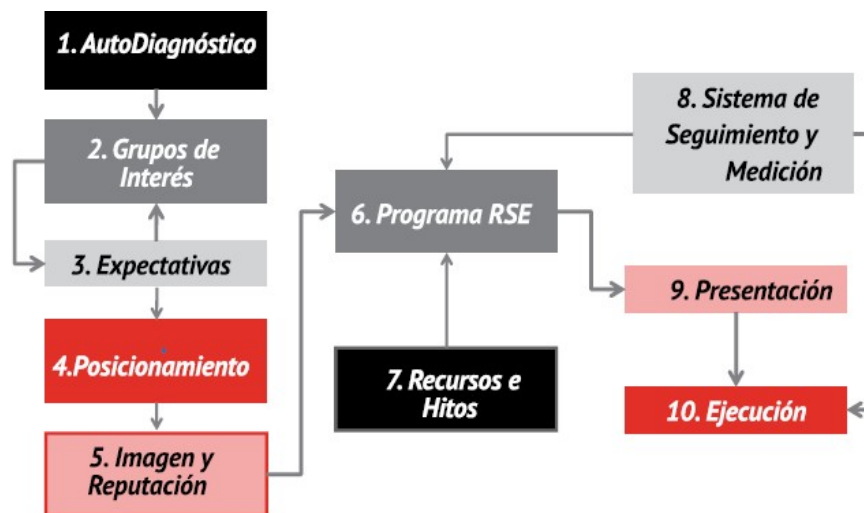 1. AutoDiagnóstico
2. Grupos de
Interés
3. Expectativas
4.Posicionamiento
5. Imagen y
Reputación
6. Programa RSE
7. Recursos e
Hitos
8. Sistema de
Seguimiento y
Medición
9. Presentación
10. Ejecución